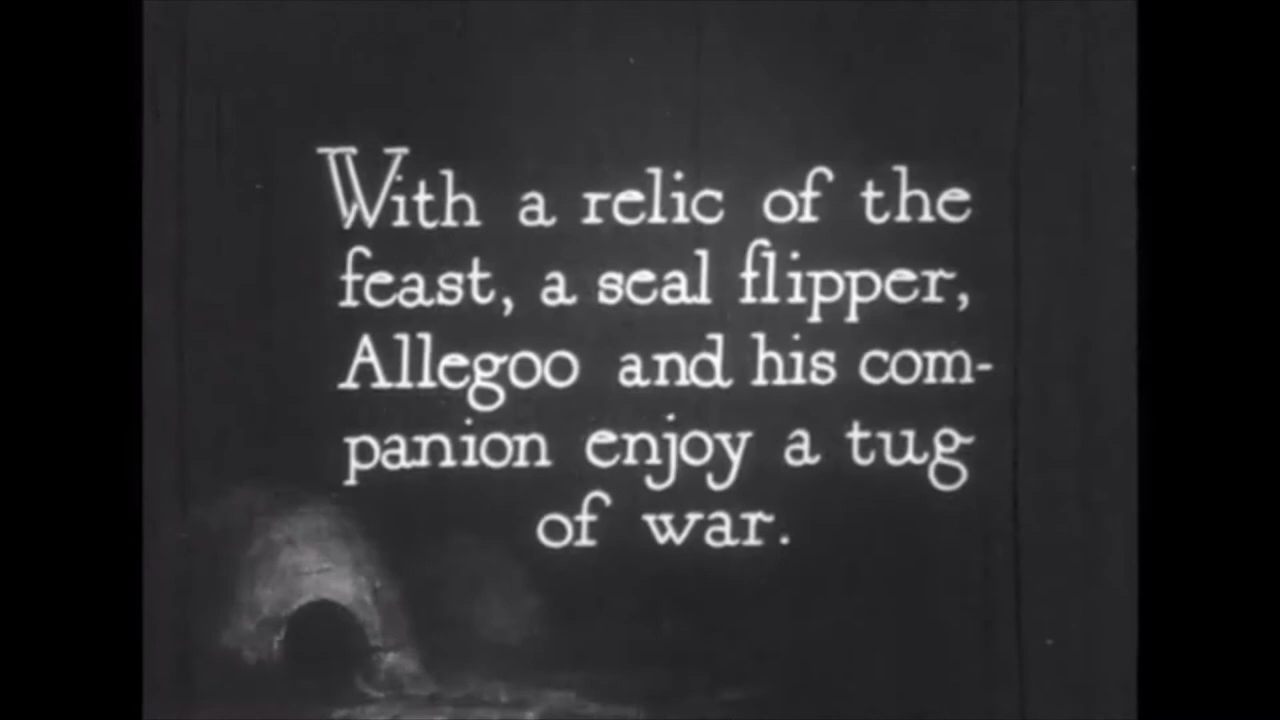 With a relic of the
feast, a seal flipper,
Allegoo and his com-
panion enjoy a tug
of war.